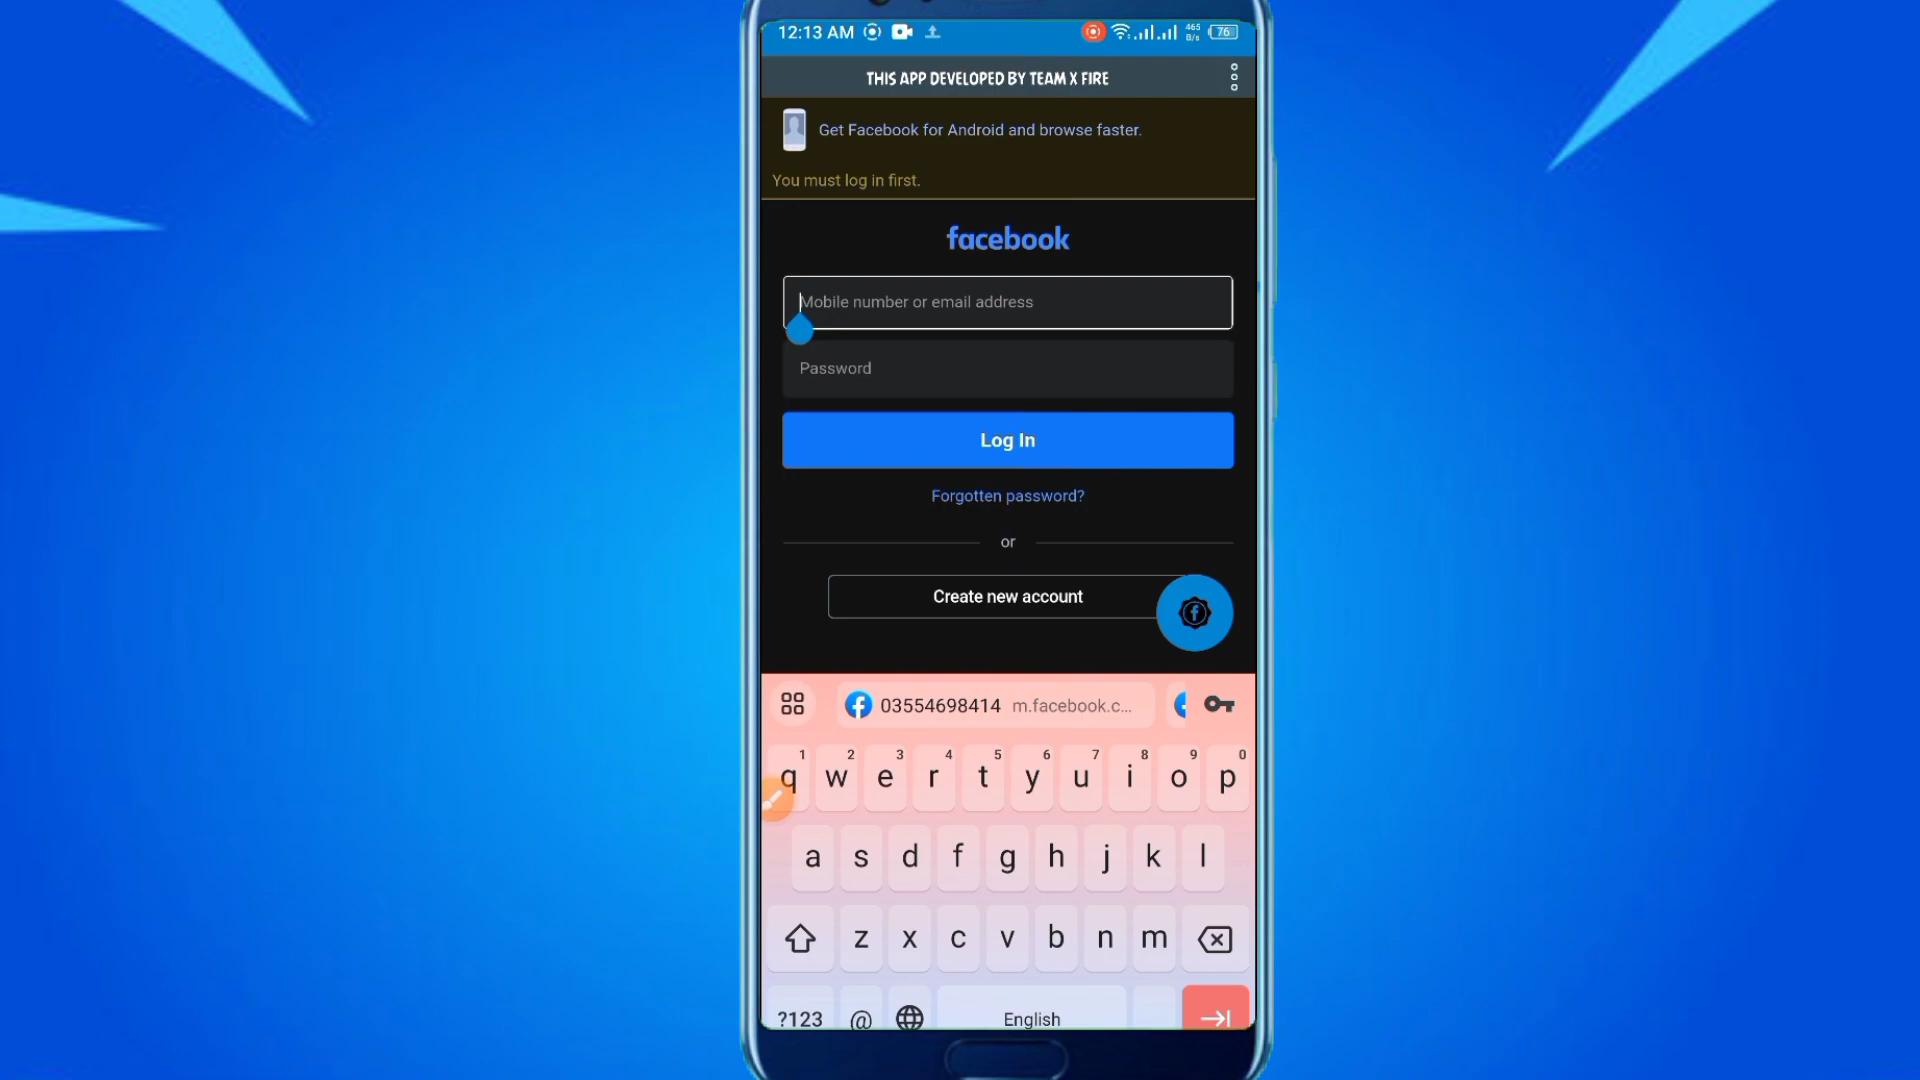 12:13 AM 465 B/s 76
THIS APP DEVELOPED BY TEAM X FIRE
Get Facebook for Android and browse faster.
You must log in first.
facebook
Mobile number or email address
Password
Log In
Forgotten password?
or
Create new account
03554698414 m.facebook.c...
1 2 3 4 5 6 7 8 9 0
q w e r t y u i o p
a s d f g h j k l
z x c v b n m
?123 @ English